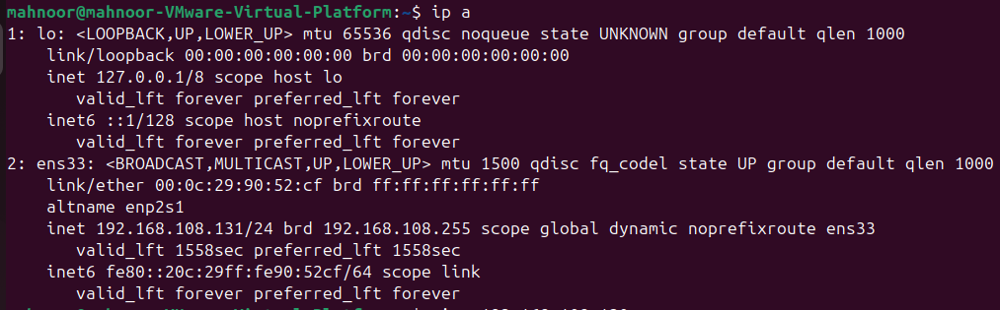 mahnoor@mahnoor-VMware-Virtual-Platform:~$ ip a
1: lo: <LOOPBACK,UP,LOWER_UP> mtu 65536 qdisc noqueue state UNKNOWN group default qlen 1000
    link/loopback 00:00:00:00:00:00 brd 00:00:00:00:00:00
    inet 127.0.0.1/8 scope host lo
       valid_lft forever preferred_lft forever
    inet6 ::1/128 scope host noprefixroute
       valid_lft forever preferred_lft forever
2: ens33: <BROADCAST,MULTICAST,UP,LOWER_UP> mtu 1500 qdisc fq_codel state UP group default qlen 1000
    link/ether 00:0c:29:90:52:cf brd ff:ff:ff:ff:ff:ff
    altname enp2s1
    inet 192.168.108.131/24 brd 192.168.108.255 scope global dynamic noprefixroute ens33
       valid_lft 1558sec preferred_lft 1558sec
    inet6 fe80::20c:29ff:fe90:52cf/64 scope link
       valid_lft forever preferred_lft forever